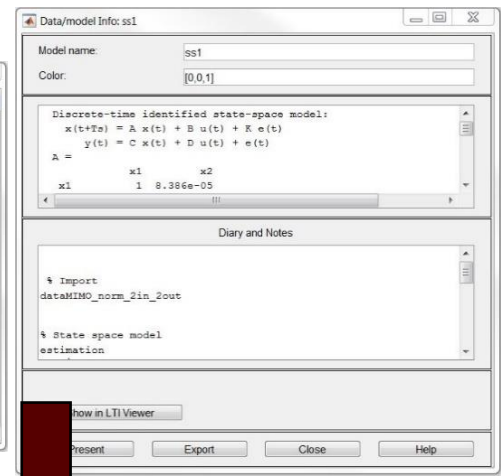 Data/model Info: ss1
Model name:
ss1
Color:
[0,0,1]
Discrete-time identified state-space model:
x(t+Ts) = A x(t) + B u(t) + K e(t)
y(t) = C x(t) + D u(t) + e(t)
A =
x1 x2
x1 1 8.386e-05
Diary and Notes
% Import
dataMIMO_norm_2in_2out
% State space model
estimation
how in LTI Viewer
resent Export Close Help